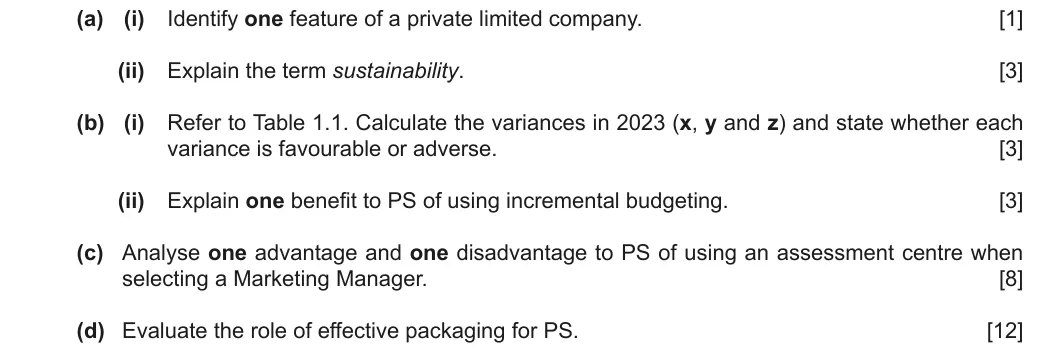 (a) (i) Identify one feature of a private limited company. [1]
(ii) Explain the term sustainability. [3]
(b) (i) Refer to Table 1.1. Calculate the variances in 2023 (x, y and z) and state whether each
variance is favourable or adverse. [3]
(ii) Explain one benefit to PS of using incremental budgeting. [3]
(c) Analyse one advantage and one disadvantage to PS of using an assessment centre when
selecting a Marketing Manager. [8]
(d) Evaluate the role of effective packaging for PS. [12]